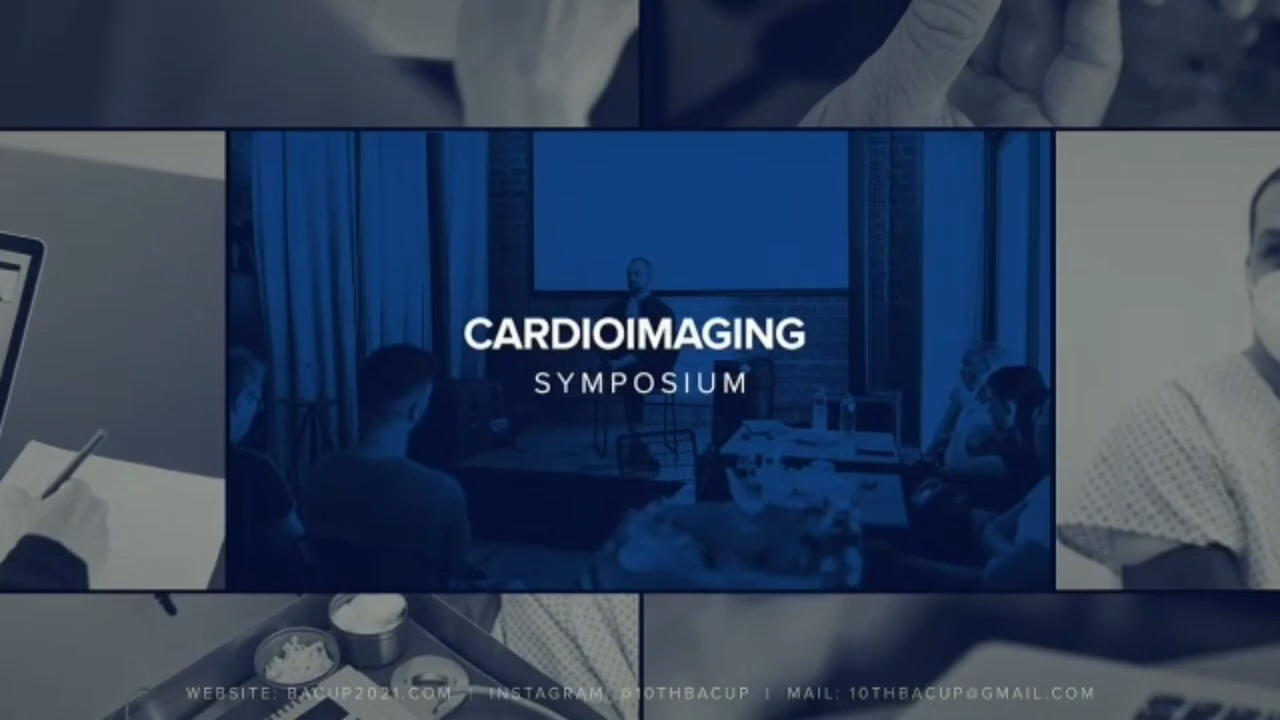 CARDIOIMAGING
SYMPOSIUM
WEBSITE: BACUP2021.COM | INSTAGRAM: @10THBACUP | MAIL: 10THBACUP@GMAIL.COM